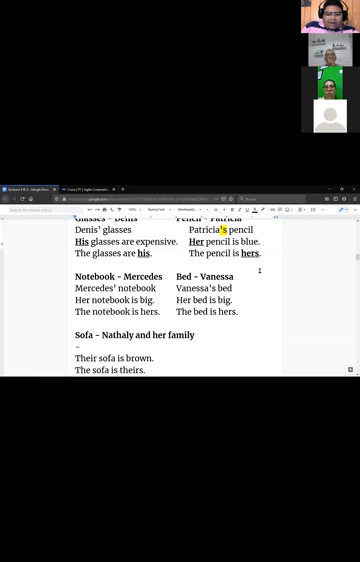 Glasses - Denis Pencil - Patricia
Denis' glasses Patricia's pencil
His glasses are expensive. Her pencil is blue.
The glasses are his. The pencil is hers.
Notebook - Mercedes Bed - Vanessa
Mercedes' notebook Vanessa's bed
Her notebook is big. Her bed is big.
The notebook is hers. The bed is hers.
Sofa - Nathaly and her family
-
Their sofa is brown.
The sofa is theirs.